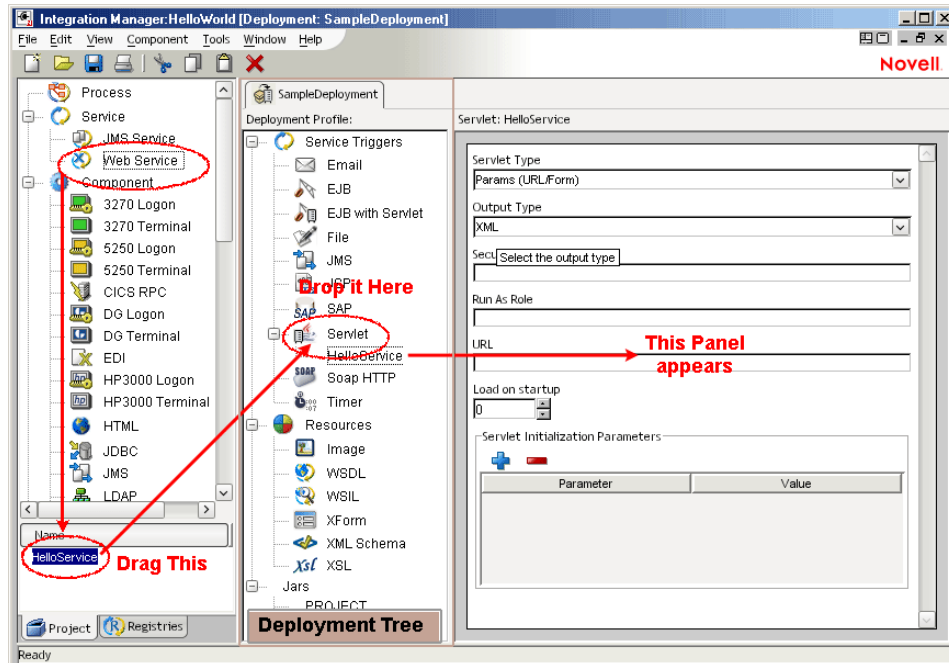 Integration Manager:HelloWorld [Deployment: SampleDeployment]
File Edit View Component Tools Window Help
Novell.
Process
Service
JMS Service
Web Service
Component
3270 Logon
3270 Terminal
5250 Logon
5250 Terminal
CICS RPC
DG Logon
DG Terminal
EDI
HP3000 Logon
HP3000 Terminal
HTML
JDBC
JMS
LDAP
Name
HelloService
Drag This
Project
Registries
Ready
SampleDeployment
Deployment Profile:
Service Triggers
Email
EJB
EJB with Servlet
File
JMS
JSP
Drop it Here
SAP SAP
Servlet
HelloService
SOAP Soap HTTP
Timer
Resources
Image
WSDL
WSIL
XForm
XML Schema
Xsl XSL
Jars
PROJECT
Deployment Tree
Servlet: HelloService
Servlet Type
Params (URL/Form)
Output Type
XML
Secu
Select the output type
Run As Role
URL
This Panel
appears
Load on startup
0
Servlet Initialization Parameters
Parameter Value